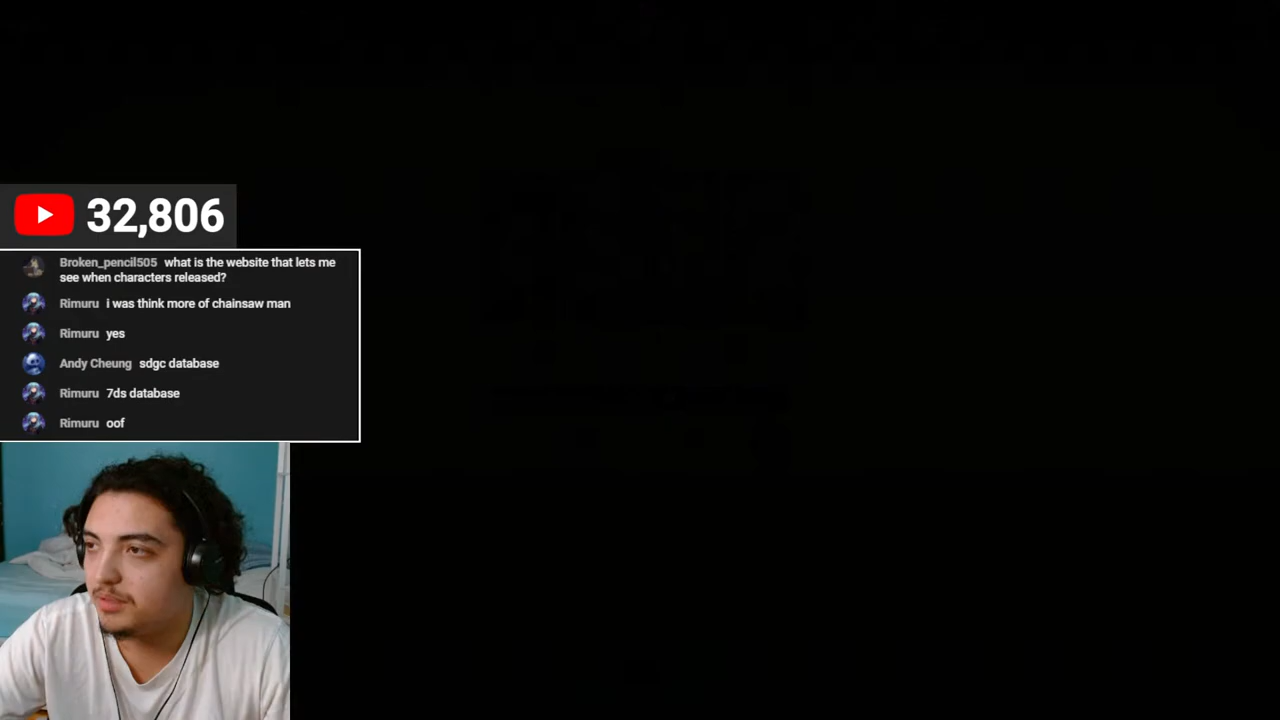 32,806
Broken_pencil505 what is the website that lets me
see when characters released?
Rimuru i was think more of chainsaw man
Rimuru yes
Andy Cheung sdgc database
Rimuru 7ds database
Rimuru oof